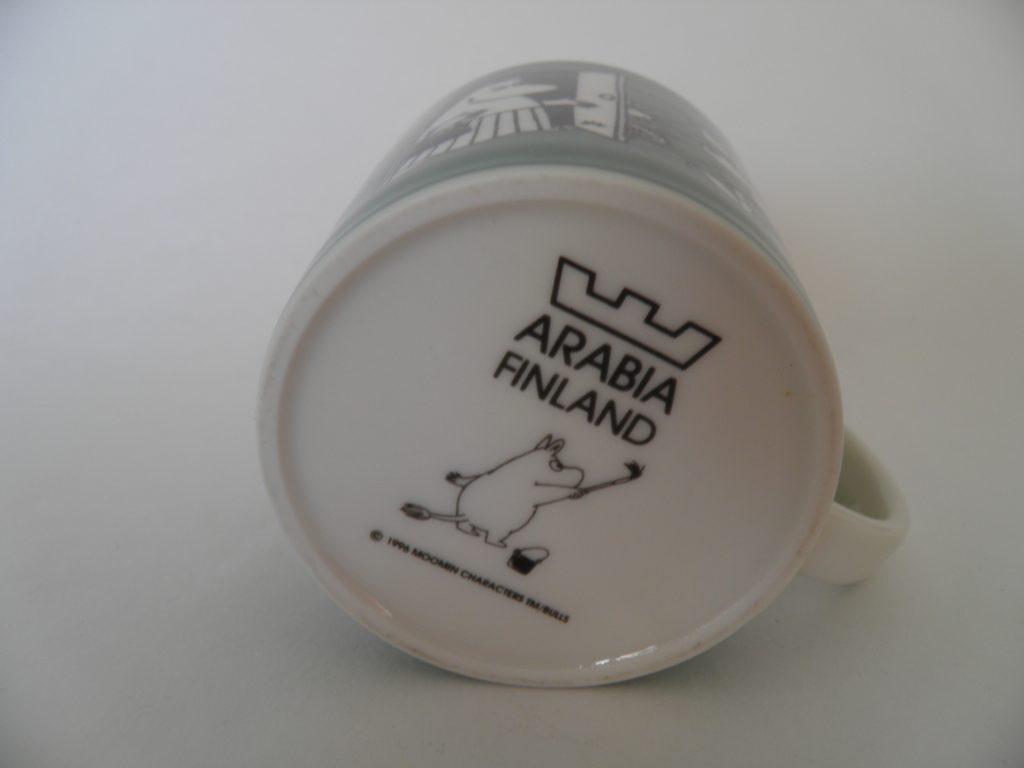 ARABIA
FINLAND
© 1996 MOOMIN CHARACTERS TM/BULLS